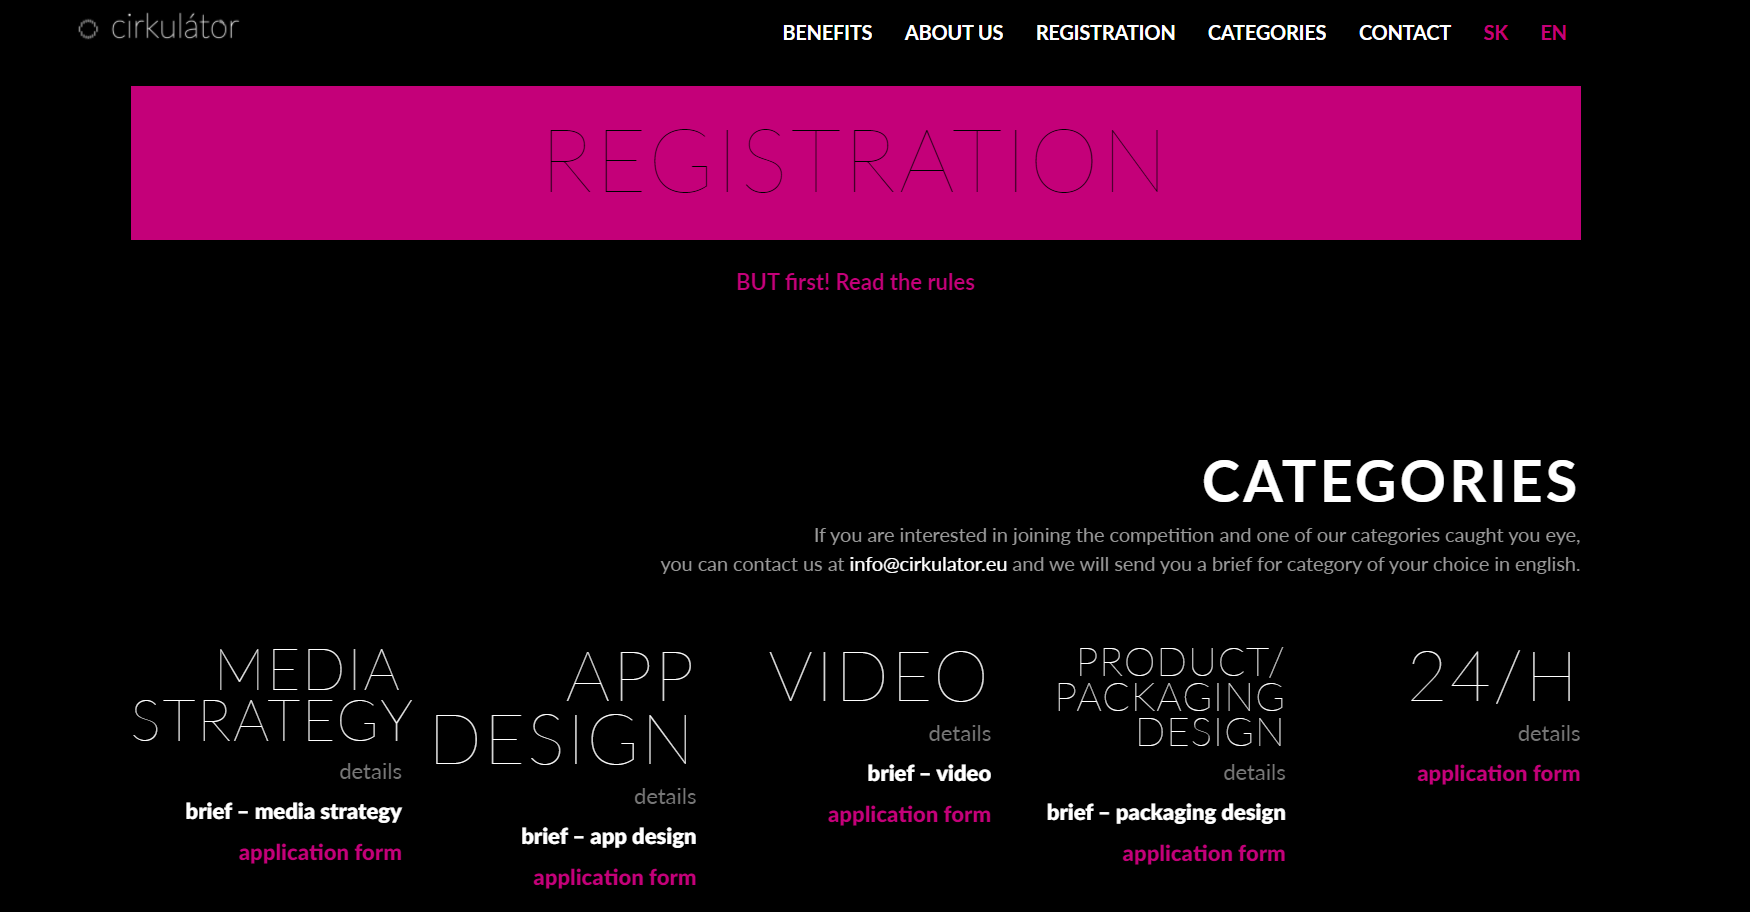 cirkulátor
BENEFITS ABOUT US REGISTRATION CATEGORIES CONTACT SK EN
REGISTRATION
BUT first! Read the rules
CATEGORIES
If you are interested in joining the competition and one of our categories caught you eye,
you can contact us at info@cirkulator.eu and we will send you a brief for category of your choice in english.
MEDIA
STRATEGY
details
brief – media strategy
application form
APP
DESIGN
details
brief – app design
application form
VIDEO
details
brief – video
application form
PRODUCT/
PACKAGING
DESIGN
details
brief – packaging design
application form
24/H
details
application form